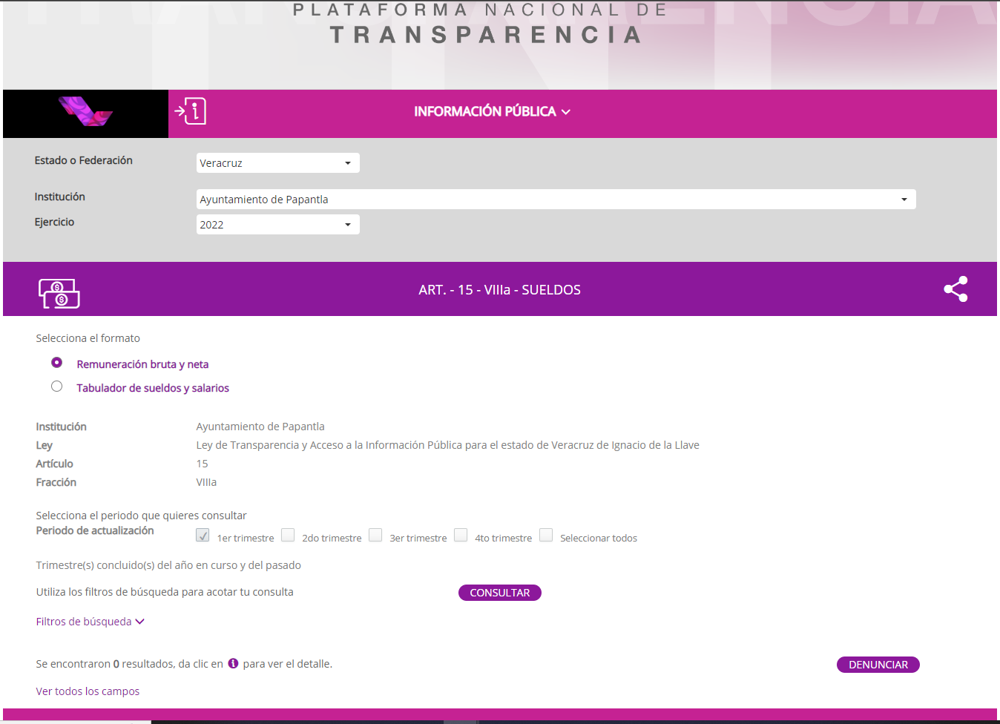 PLATAFORMA NACIONAL DE
TRANSPARENCIA
INFORMACIÓN PÚBLICA
Estado o Federación
Veracruz
Institución
Ayuntamiento de Papantla
Ejercicio
2022
ART. - 15 - VIIIa - SUELDOS
Selecciona el formato
Remuneración bruta y neta
Tabulador de sueldos y salarios
Institución Ayuntamiento de Papantla
Ley Ley de Transparencia y Acceso a la Información Pública para el estado de Veracruz de Ignacio de la Llave
Artículo 15
Fracción VIIIa
Selecciona el periodo que quieres consultar
Periodo de actualización 1er trimestre 2do trimestre 3er trimestre 4to trimestre Seleccionar todos
Trimestre(s) concluido(s) del año en curso y del pasado
Utiliza los filtros de búsqueda para acotar tu consulta CONSULTAR
Filtros de búsqueda
Se encontraron 0 resultados, da clic en i para ver el detalle. DENUNCIAR
Ver todos los campos